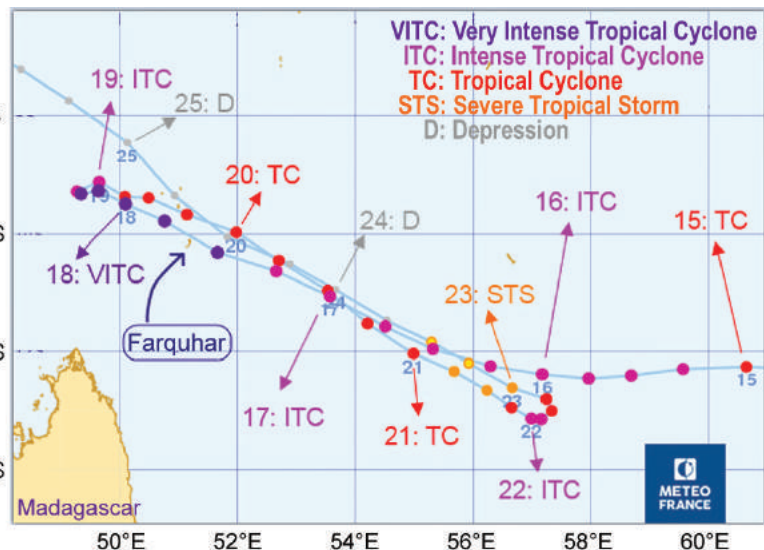 VITC: Very Intense Tropical Cyclone
ITC: Intense Tropical Cyclone
TC: Tropical Cyclone
STS: Severe Tropical Storm
D: Depression
19: ITC
25: D
25
20: TC
16: ITC
15: TC
19
18
24: D
20
18: VITC
23: STS
24
17
Farquhar
21
16
15
23
17: ITC
21: TC
22
22: ITC
METEO
FRANCE
Madagascar
S
S
S
S
50°E
52°E
54°E
56°E
58°E
60°E